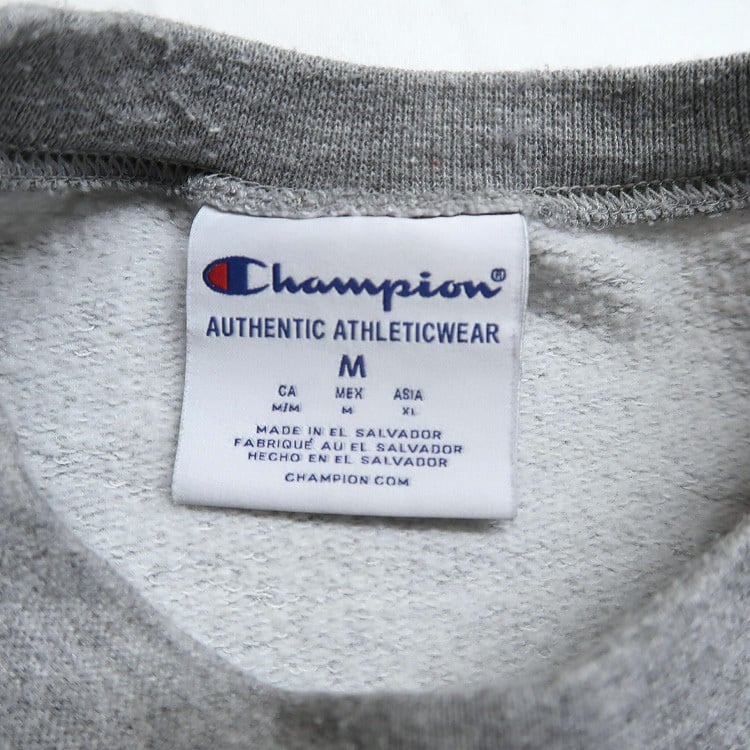 Champion®
AUTHENTIC ATHLETICWEAR
M
CA MEX ASIA
M/M M XL
MADE IN EL SALVADOR
FABRIQUÉ AU EL SALVADOR
HECHO EN EL SALVADOR
CHAMPION.COM